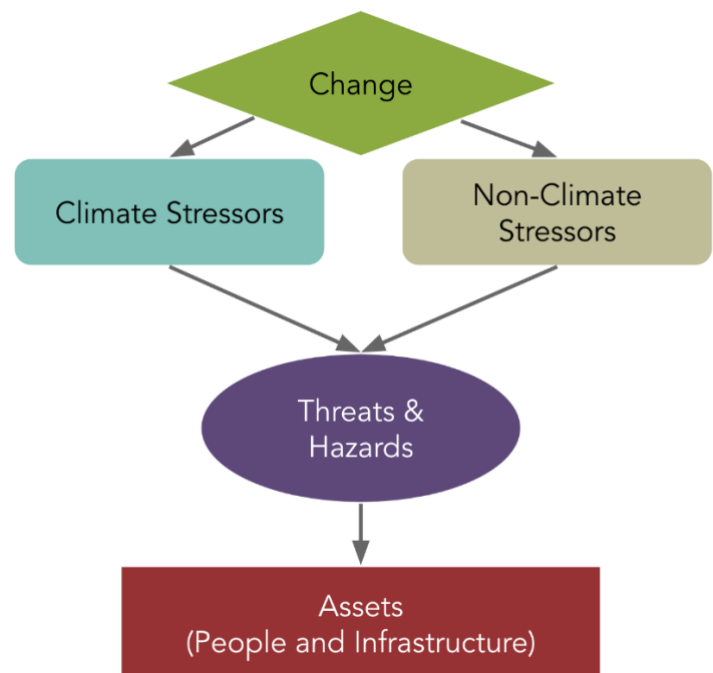 Change
Climate Stressors
Non-Climate
Stressors
Threats &
Hazards
Assets
(People and Infrastructure)